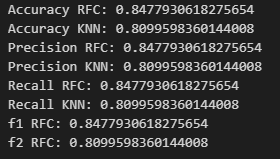 Accuracy RFC: 0.8477930618275654
Accuracy KNN: 0.8099598360144008
Precision RFC: 0.8477930618275654
Precision KNN: 0.8099598360144008
Recall RFC: 0.8477930618275654
Recall KNN: 0.8099598360144008
f1 RFC: 0.8477930618275654
f2 RFC: 0.8099598360144008